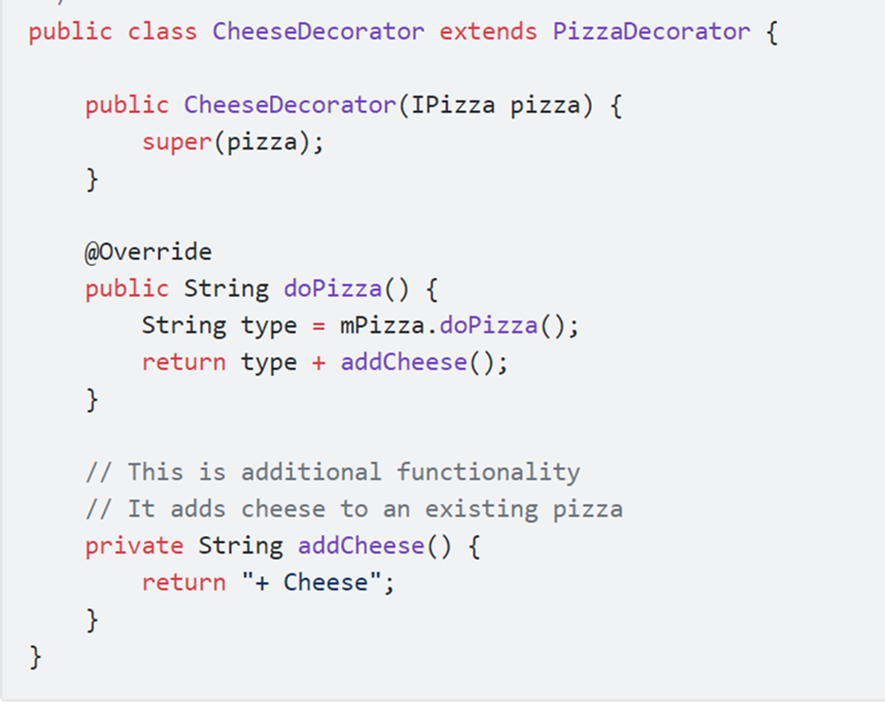 public class CheeseDecorator extends PizzaDecorator {
public CheeseDecorator(IPizza pizza) {
super(pizza);
}
@Override
public String doPizza() {
String type = mPizza.doPizza();
return type + addCheese();
}
// This is additional functionality
// It adds cheese to an existing pizza
private String addCheese() {
return "+ Cheese";
}
}